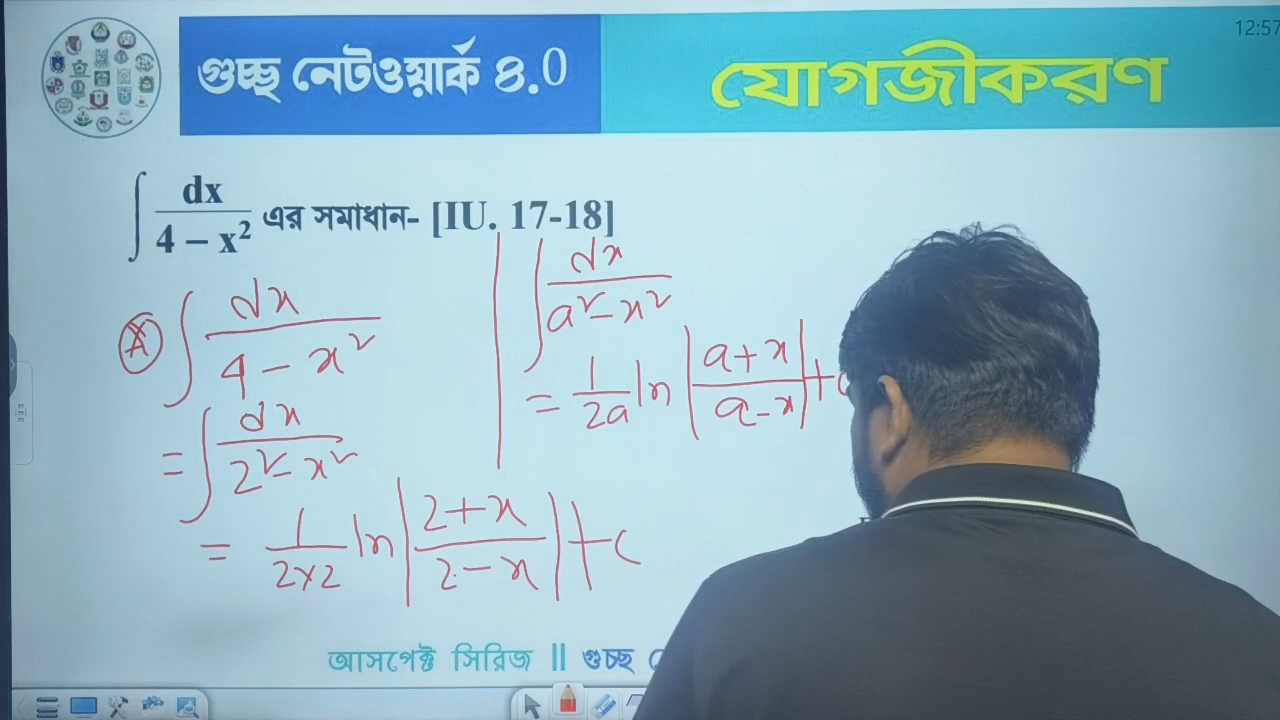 12:57
গুচ্ছ নেটওয়ার্ক ৪.0
যোগজীকরণ
∫ dx / (4 – x²) এর সমাধান- [IU. 17-18]
Ⓐ ∫ dx / (4 – x²)
= ∫ dx / (2² – x²)
= 1/(2×2) ln |(2+x)/(2–x)| + c
∫ dx / (a² – x²)
= 1/(2a) ln |(a+x)/(a–x)| + c
আসপেক্ট সিরিজ || গুচ্ছ